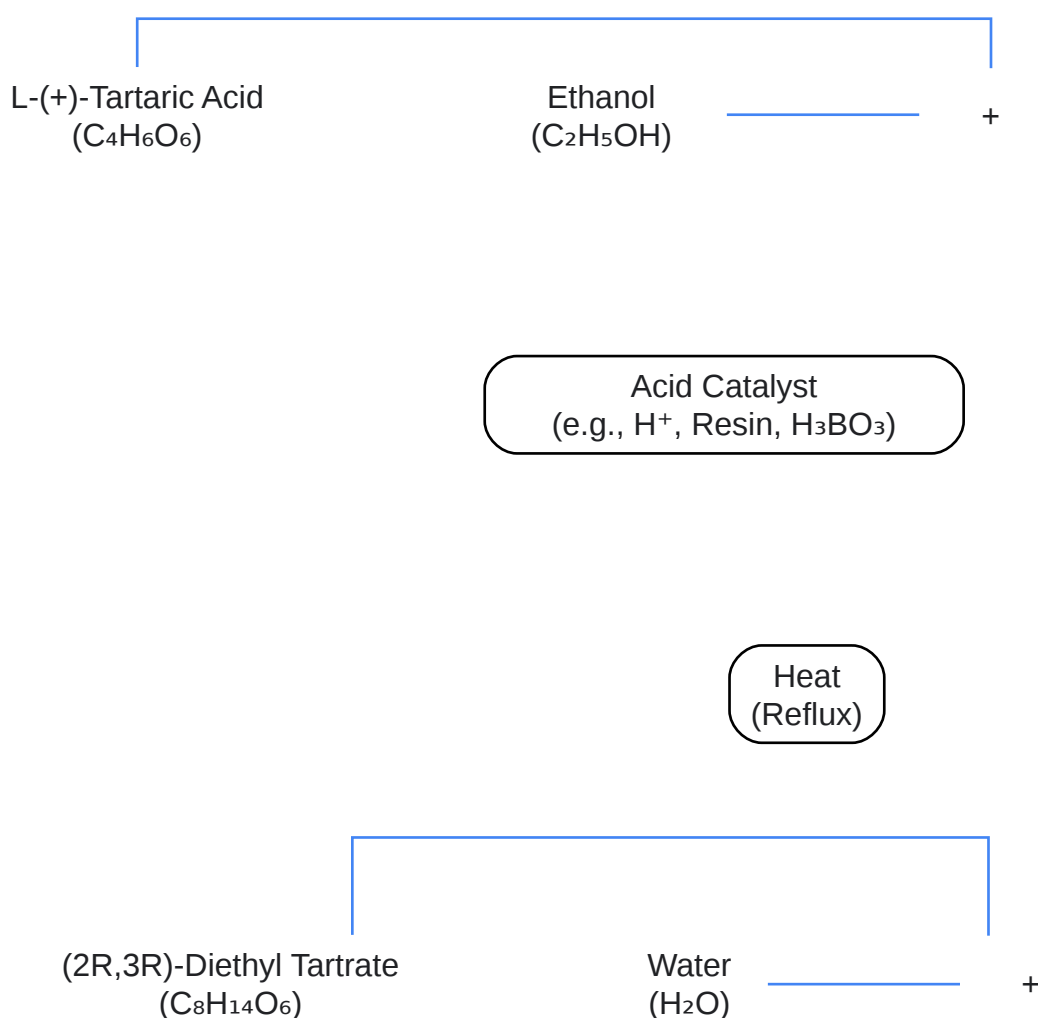 L-(+)-Tartaric Acid
(C₄H₆O₆)
Ethanol
(C₂H₅OH)
+
Acid Catalyst
(e.g., H⁺, Resin, H₃BO₃)
Heat
(Reflux)
(2R,3R)-Diethyl Tartrate
(C₈H₁₄O₆)
Water
(H₂O)
+